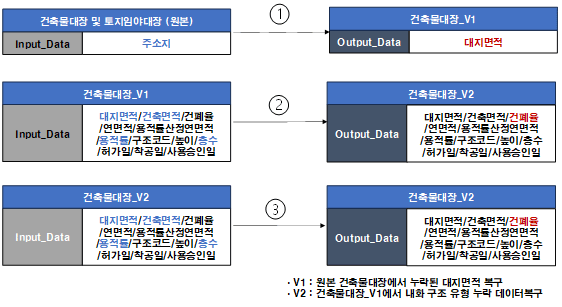 건축물대장 및 토지임야대장 (원본)
Input_Data
주소지
①
건축물대장_V1
Output_Data
대지면적
건축물대장_V1
Input_Data
대지면적/건축면적/건폐율
/연면적/용적률산정연면적
/용적률/구조코드/높이/층수
/허가일/착공일/사용승인일
②
건축물대장_V2
Output_Data
대지면적/건축면적/건폐율
/연면적/용적률산정연면적
/용적률/구조코드/높이/층수
/허가일/착공일/사용승인일
건축물대장_V2
Input_Data
대지면적/건축면적/건폐율
/연면적/용적률산정연면적
/용적률/구조코드/높이/층수
/허가일/착공일/사용승인일
③
건축물대장_V2
Output_Data
대지면적/건축면적/건폐율
/연면적/용적률산정연면적
/용적률/구조코드/높이/층수
/허가일/착공일/사용승인일
· V1 : 원본 건축물대장에서 누락된 대지면적 복구
· V2 : 건축물대장_V1에서 내화 구조 유형 누락 데이터복구